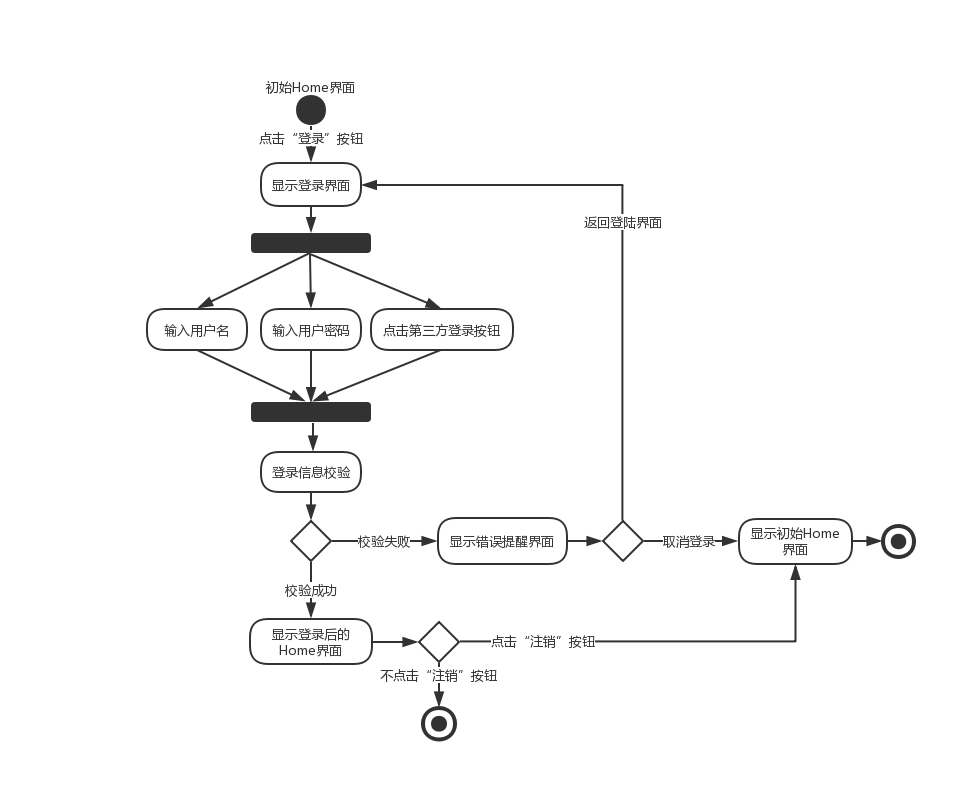 初始Home界面
点击“登录”按钮
显示登录界面
返回登陆界面
输入用户名
输入用户密码
点击第三方登录按钮
登录信息校验
校验失败
显示错误提醒界面
取消登录
显示初始Home
界面
校验成功
显示登录后的
Home界面
点击“注销”按钮
不点击“注销”按钮